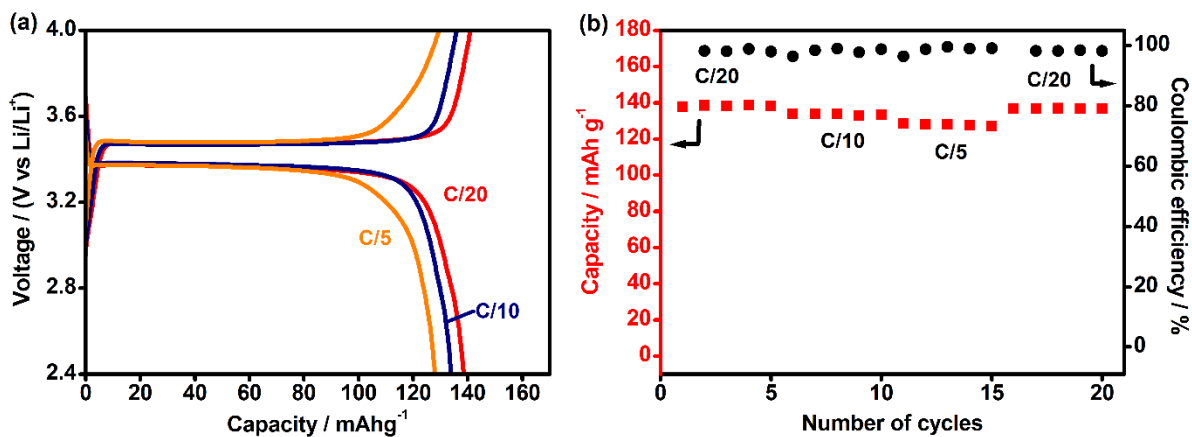 (a)
4.0
3.6
3.2
2.8
2.4
Voltage / (V vs Li/Li⁺)
C/20
C/5
C/10
0 20 40 60 80 100 120 140 160
Capacity / mAhg⁻¹
(b)
180
160
140
120
100
80
60
40
20
0
Capacity / mAh g⁻¹
C/20
C/10
C/5
C/20
100
80
60
40
20
0
Coulombic efficiency / %
0 5 10 15 20
Number of cycles